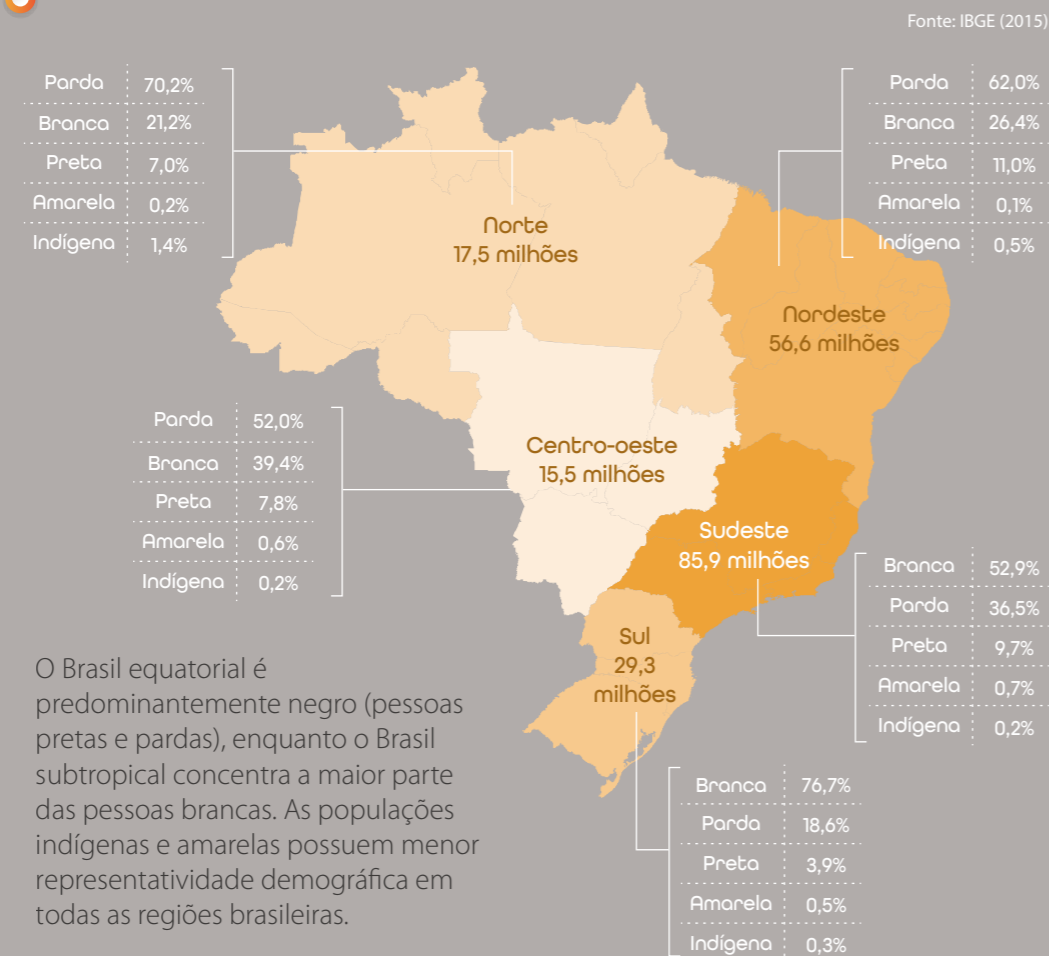 Fonte: IBGE (2015)
Parda 70,2%
Branca 21,2%
Preta 7,0%
Amarela 0,2%
Indígena 1,4%
Parda 62,0%
Branca 26,4%
Preta 11,0%
Amarela 0,1%
Indígena 0,5%
Norte
17,5 milhões
Nordeste
56,6 milhões
Parda 52,0%
Branca 39,4%
Preta 7,8%
Amarela 0,6%
Indígena 0,2%
Centro-oeste
15,5 milhões
Sudeste
85,9 milhões
Branca 52,9%
Parda 36,5%
Preta 9,7%
Amarela 0,7%
Indígena 0,2%
Sul
29,3
milhões
O Brasil equatorial é
predominantemente negro (pessoas
pretas e pardas), enquanto o Brasil
subtropical concentra a maior parte
das pessoas brancas. As populações
indígenas e amarelas possuem menor
representatividade demográfica em
todas as regiões brasileiras.
Branca 76,7%
Parda 18,6%
Preta 3,9%
Amarela 0,5%
Indígena 0,3%